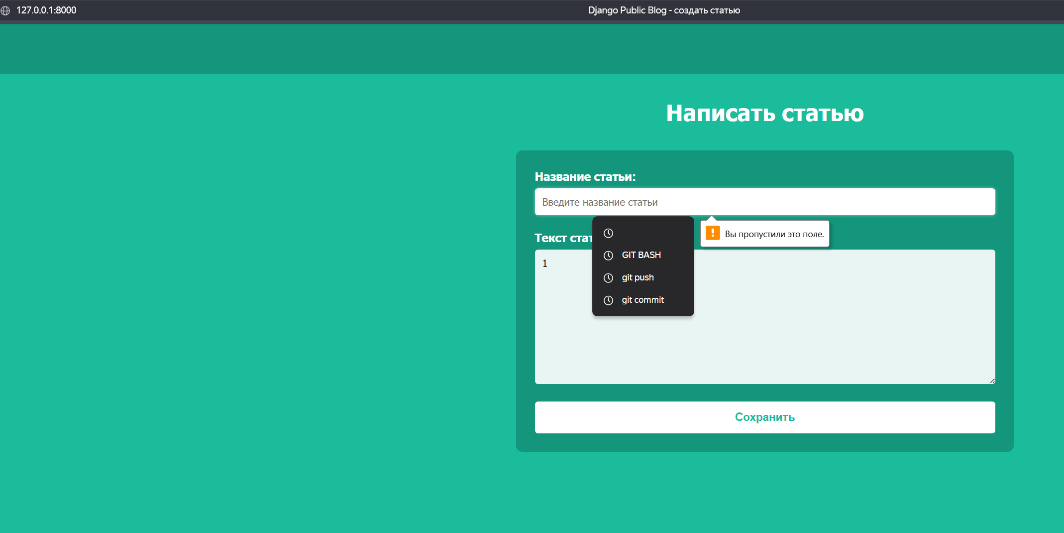 127.0.0.1:8000
Django Public Blog - создать статью
Написать статью
Название статьи:
Введите название статьи
Вы пропустили это поле.
Текст стат
GIT BASH
1
git push
git commit
Сохранить